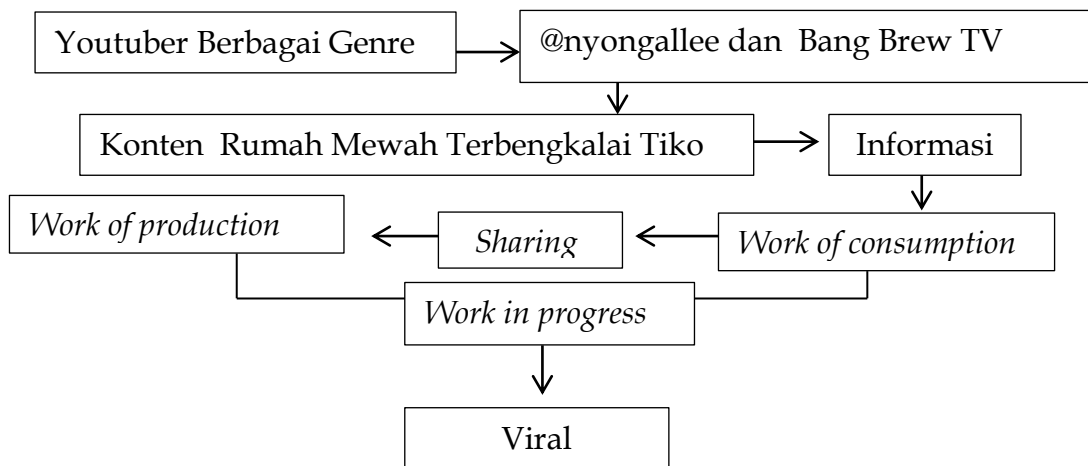 Youtuber Berbagai Genre
@nyongallee dan Bang Brew TV
Konten Rumah Mewah Terbengkalai Tiko
Informasi
Work of production
Sharing
Work of consumption
Work in progress
Viral